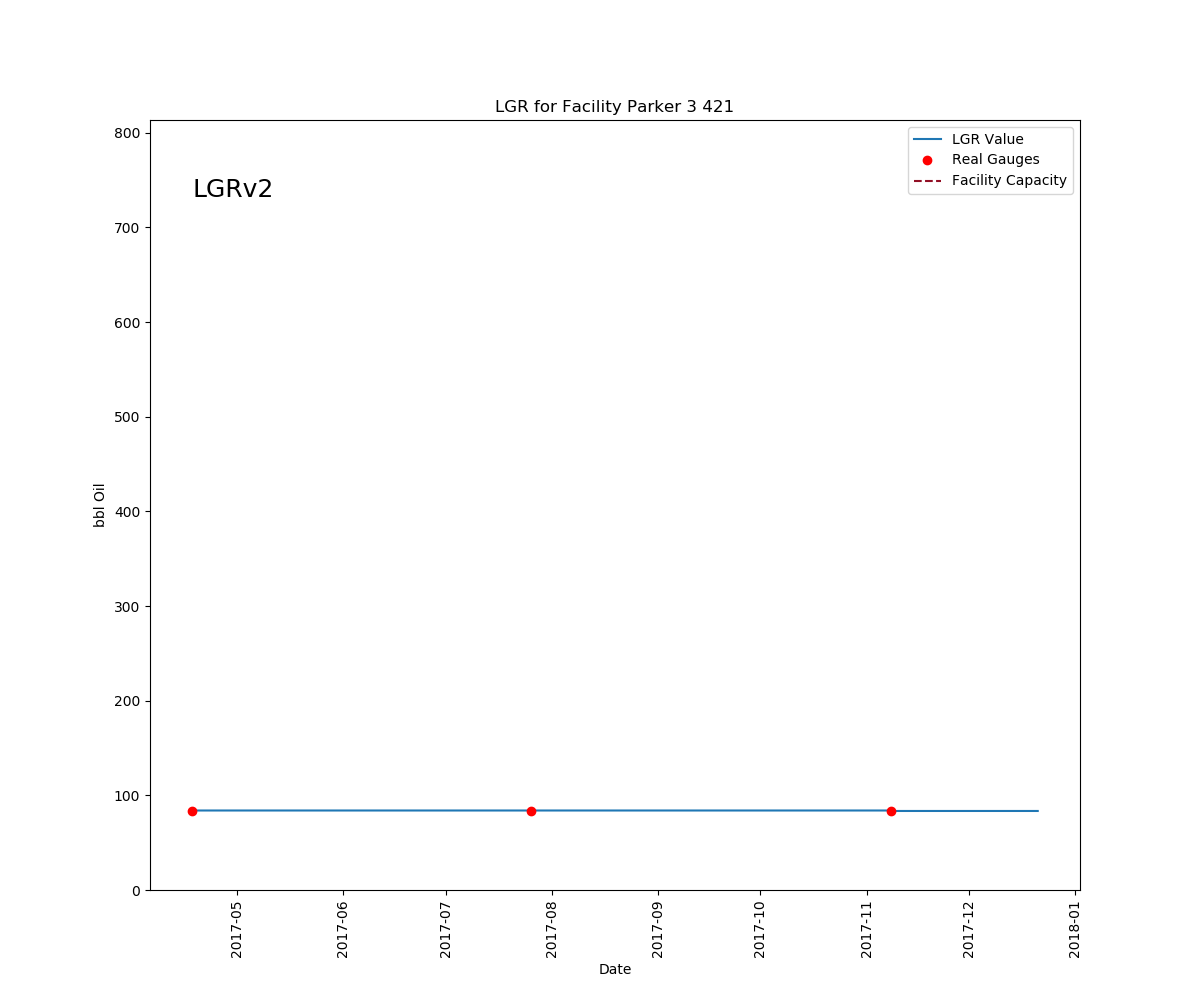 LGR for Facility Parker 3 421
LGRv2
LGR Value
Real Gauges
Facility Capacity
bbl Oil
800
700
600
500
400
300
200
100
0
2017-05
2017-06
2017-07
2017-08
2017-09
2017-10
2017-11
2017-12
2018-01
Date